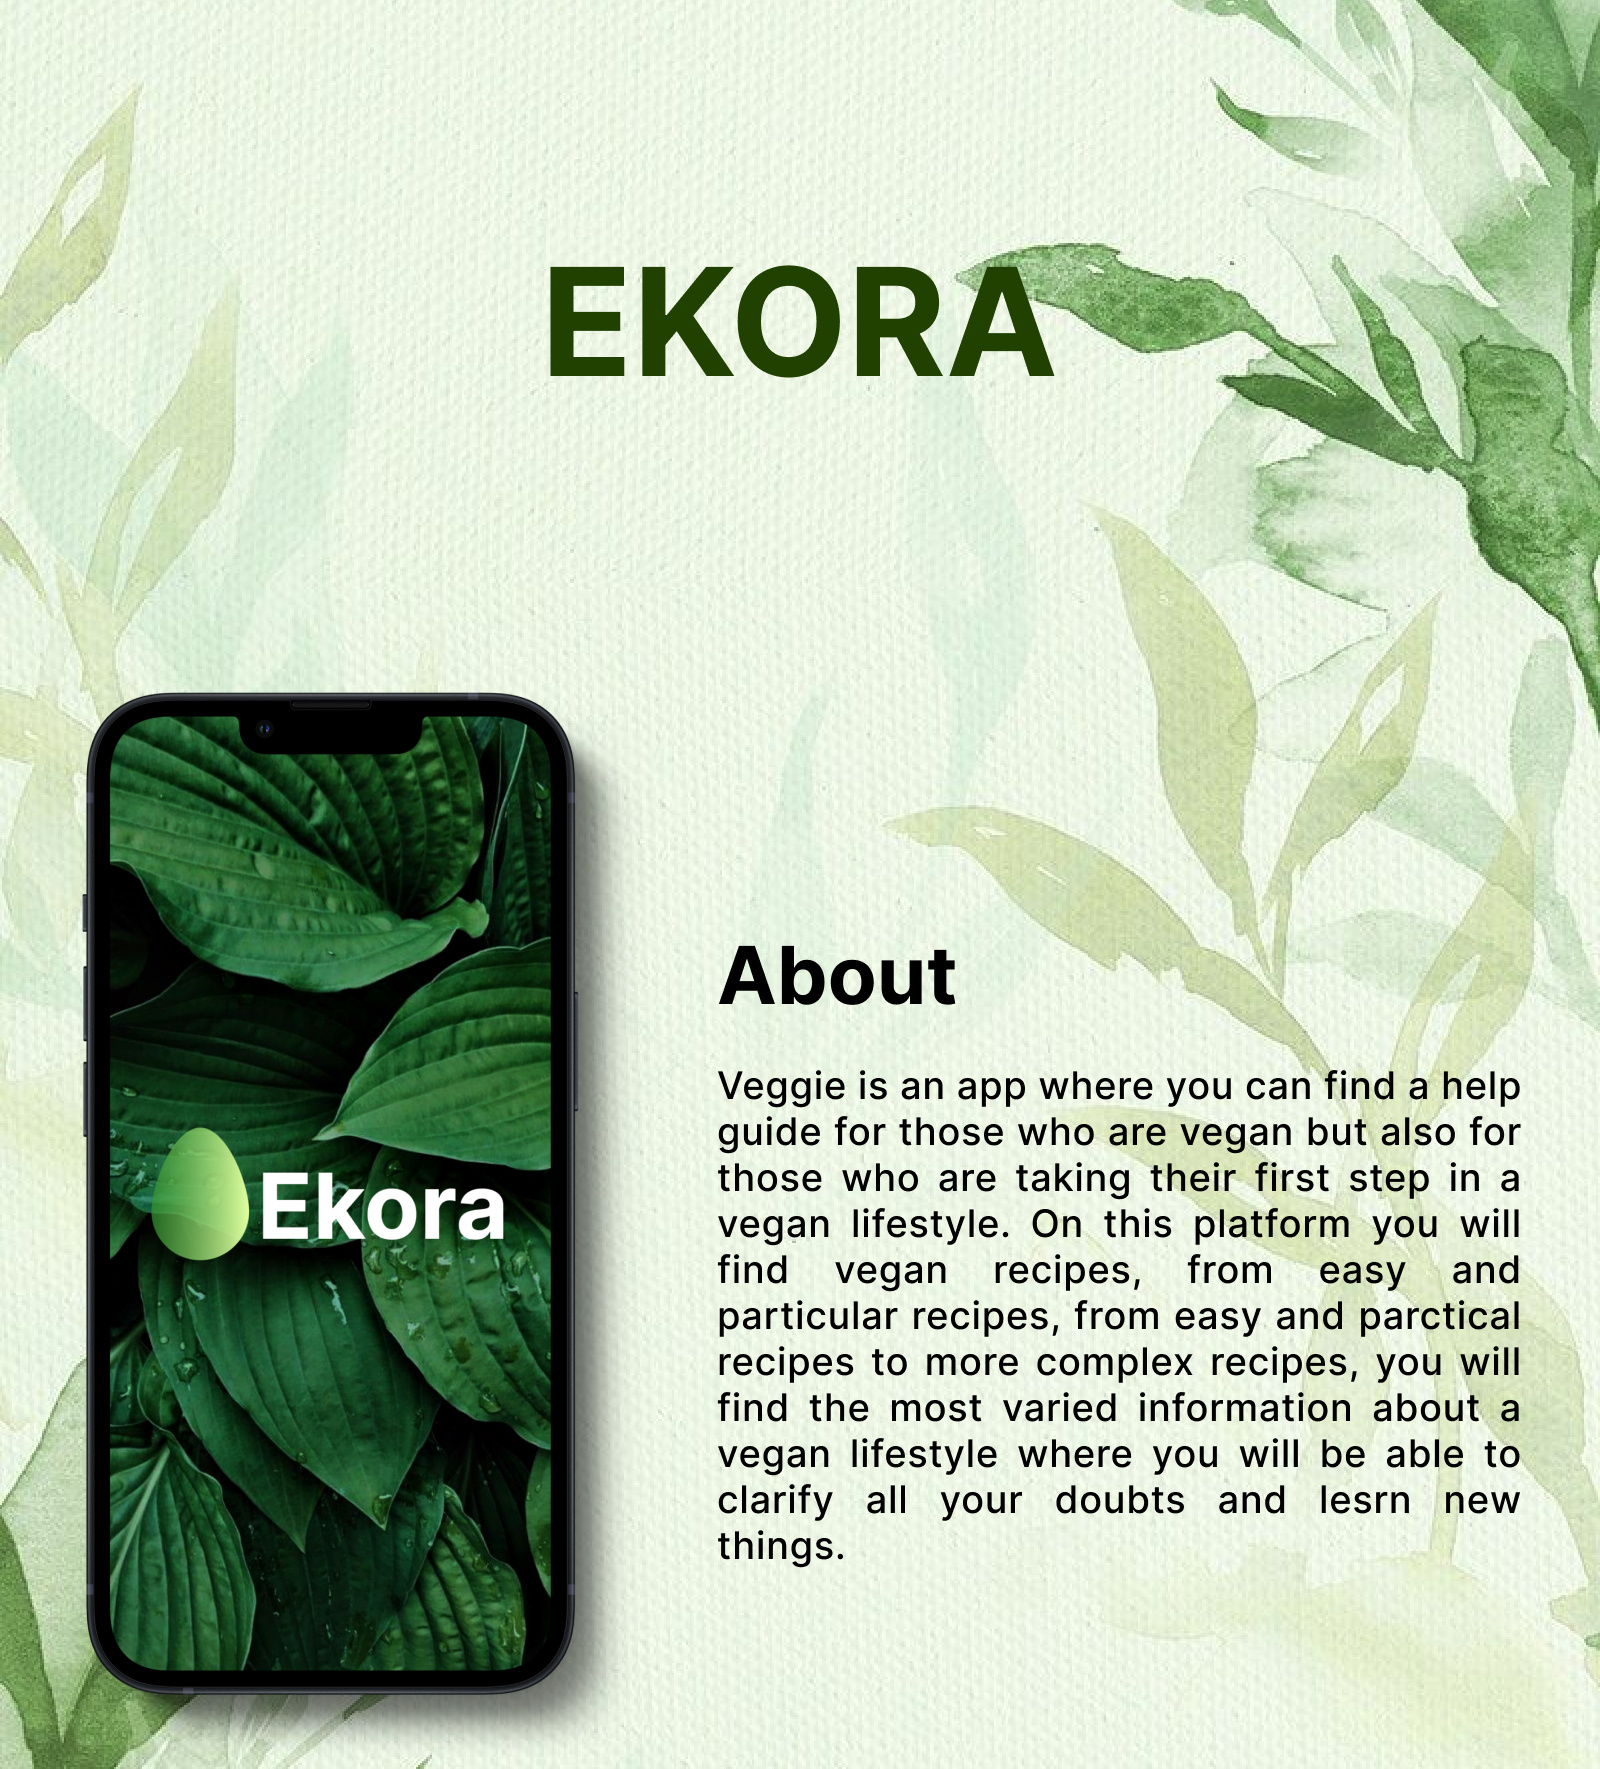 EKORA
Ekora
About
Veggie is an app where you can find a help
guide for those who are vegan but also for
those who are taking their first step in a
vegan lifestyle. On this platform you will
find vegan recipes, from easy and
particular recipes, from easy and parctical
recipes to more complex recipes, you will
find the most varied information about a
vegan lifestyle where you will be able to
clarify all your doubts and lesrn new
things.